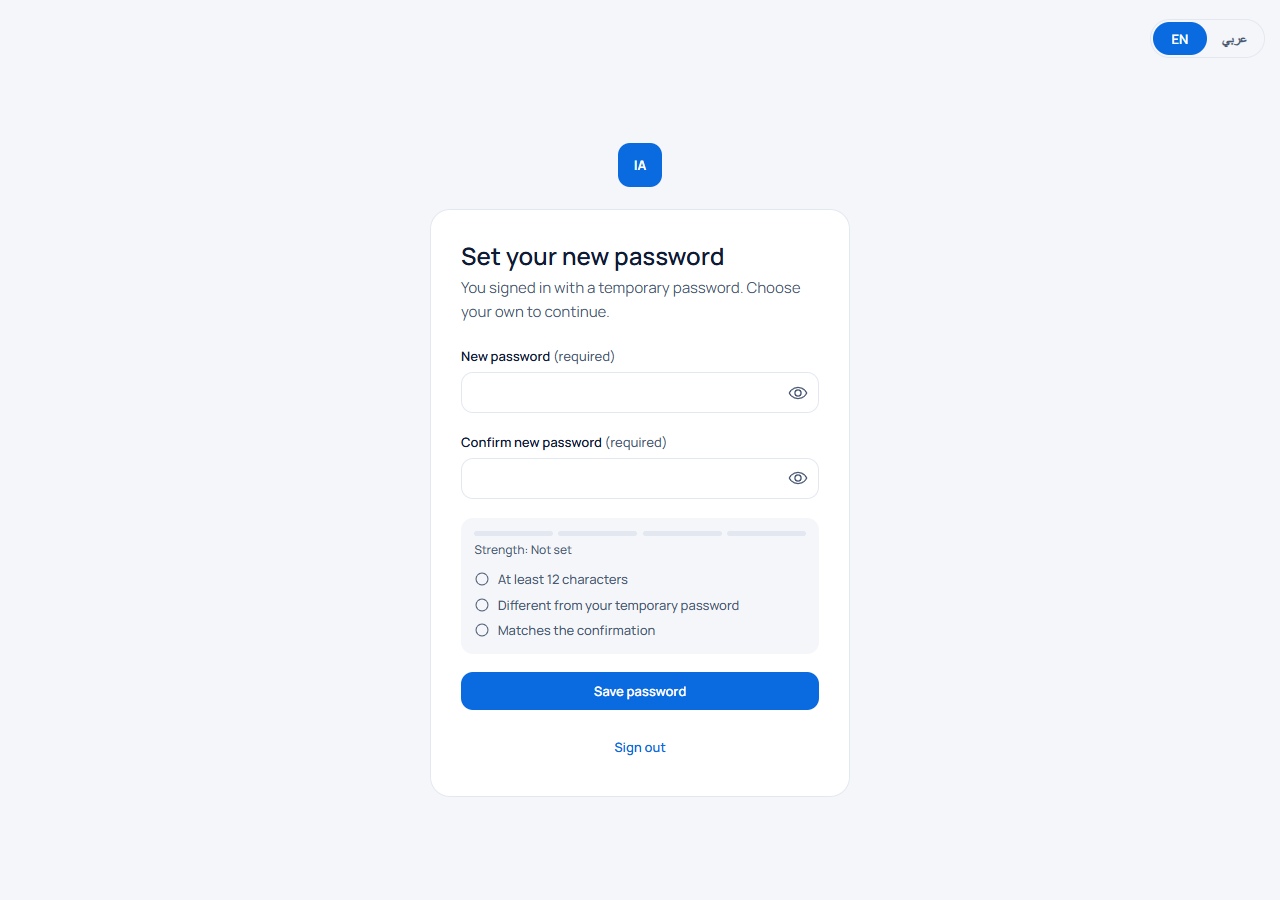 EN
عربي
IA
Set your new password
You signed in with a temporary password. Choose
your own to continue.
New password (required)
Confirm new password (required)
Strength: Not set
At least 12 characters
Different from your temporary password
Matches the confirmation
Save password
Sign out